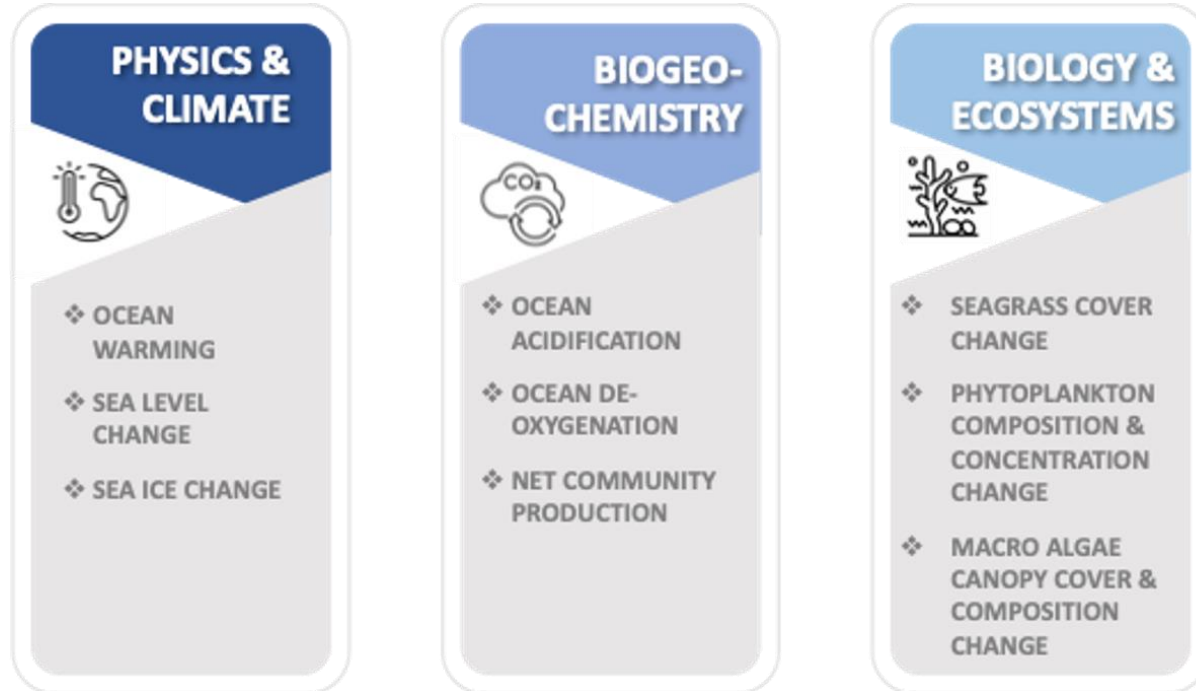 PHYSICS &
CLIMATE
OCEAN
WARMING
SEA LEVEL
CHANGE
SEA ICE CHANGE
BIOGEO-
CHEMISTRY
CO₂
OCEAN
ACIDIFICATION
OCEAN DE-
OXYGENATION
NET COMMUNITY
PRODUCTION
BIOLOGY &
ECOSYSTEMS
SEAGRASS COVER
CHANGE
PHYTOPLANKTON
COMPOSITION &
CONCENTRATION
CHANGE
MACRO ALGAE
CANOPY COVER &
COMPOSITION
CHANGE